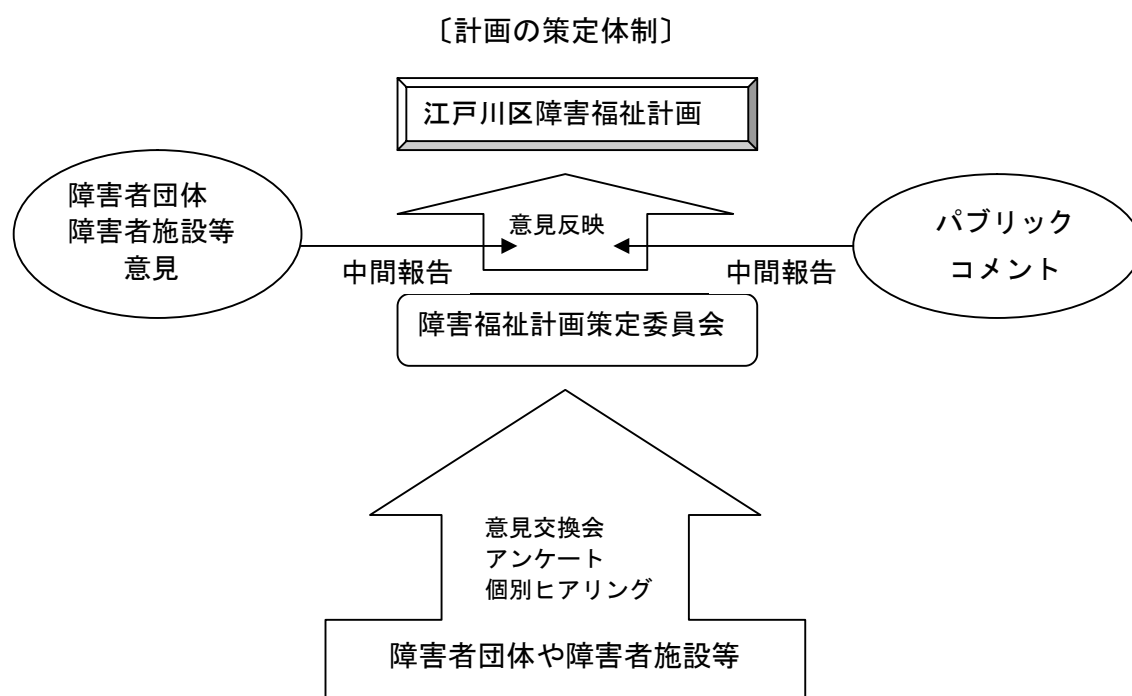 〔計画の策定体制〕
江戸川区障害福祉計画
障害者団体
障害者施設等
意見
意見反映
パブリック
コメント
中間報告
中間報告
障害福祉計画策定委員会
意見交換会
アンケート
個別ヒアリング
障害者団体や障害者施設等